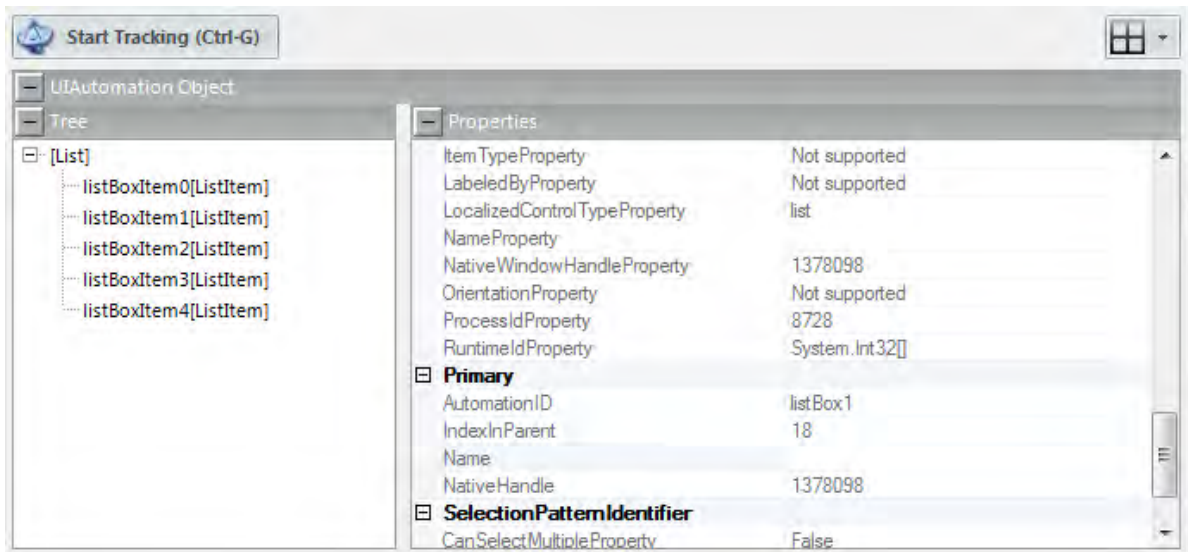 Start Tracking (Ctrl-G)
UIAutomation Object
Tree
[List]
listBoxItem0[ListItem]
listBoxItem1[ListItem]
listBoxItem2[ListItem]
listBoxItem3[ListItem]
listBoxItem4[ListItem]
Properties
ItemTypeProperty Not supported
LabeledByProperty Not supported
LocalizedControlTypeProperty list
NameProperty
NativeWindowHandleProperty 1378098
OrientationProperty Not supported
ProcessIdProperty 8728
RuntimeIdProperty System.Int32[]
Primary
AutomationID listBox1
IndexInParent 18
Name
NativeHandle 1378098
SelectionPatternIdentifier
CanSelectMultipleProperty False